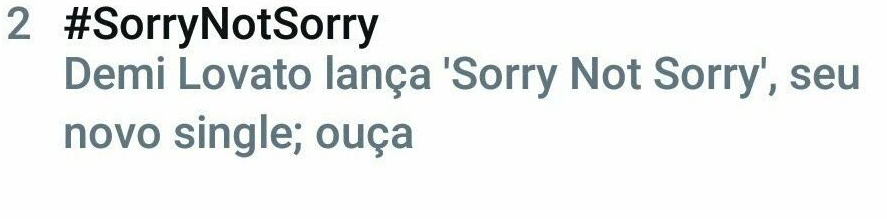 2 #SorryNotSorry
Demi Lovato lança 'Sorry Not Sorry', seu
novo single; ouça